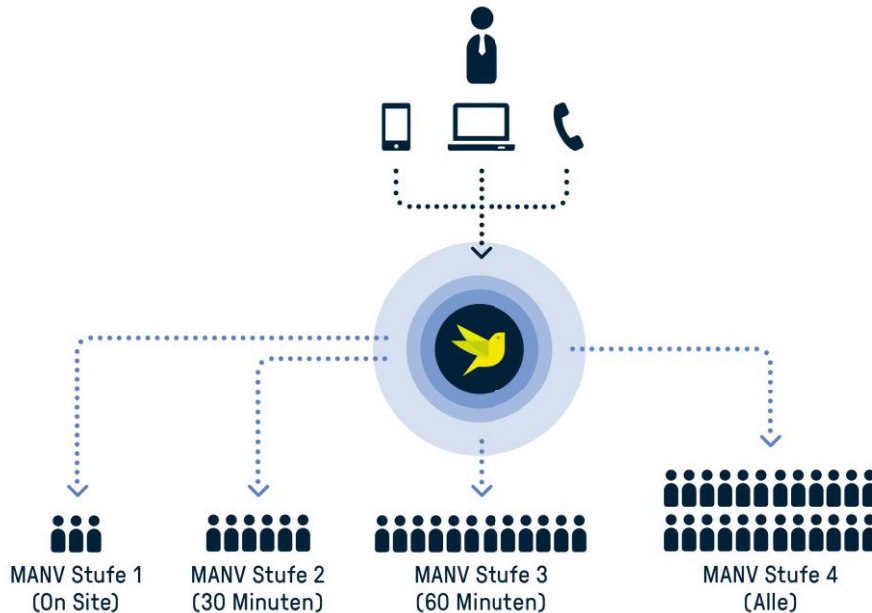 MANV Stufe 1
(On Site)
MANV Stufe 2
(30 Minuten)
MANV Stufe 3
(60 Minuten)
MANV Stufe 4
(Alle)